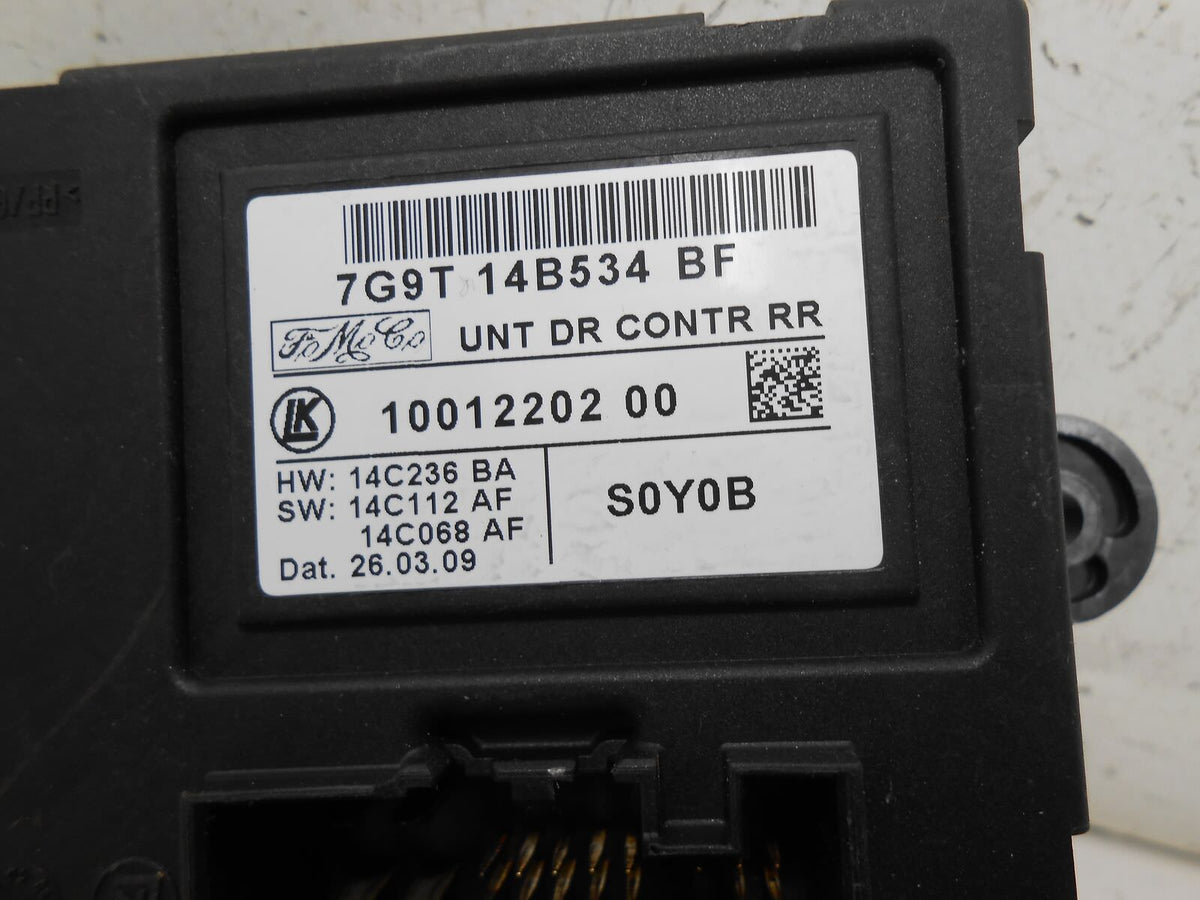 7G9T 14B534 BF
FoMoCo UNT DR CONTR RR
LK 10012202 00
HW: 14C236 BA
SW: 14C112 AF
14C068 AF
Dat. 26.03.09
S0Y0B